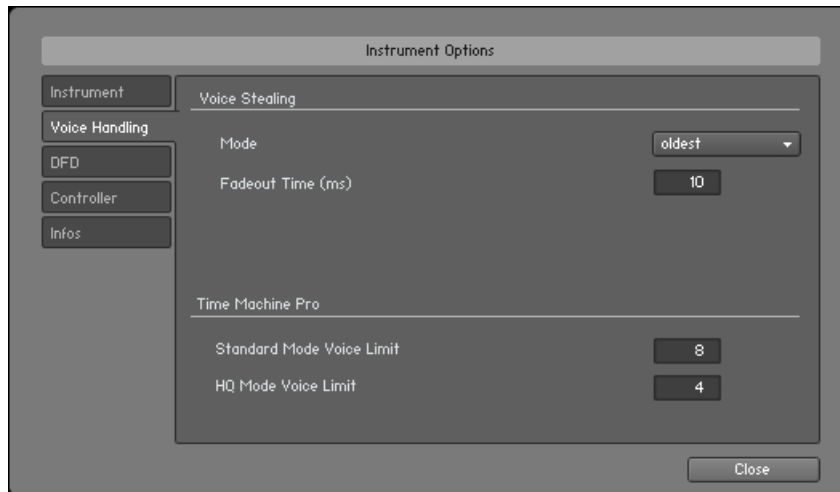 Instrument Options
Instrument
Voice Handling
DFD
Controller
Infos
Voice Stealing
Mode
oldest
Fadeout Time (ms)
10
Time Machine Pro
Standard Mode Voice Limit
8
HQ Mode Voice Limit
4
Close